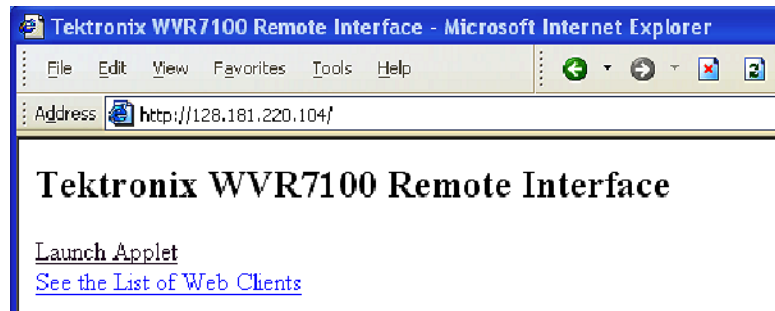 Tektronix WVR7100 Remote Interface - Microsoft Internet Explorer
File Edit View Favorites Tools Help
Address http://128.181.220.104/
Tektronix WVR7100 Remote Interface
Launch Applet
See the List of Web Clients